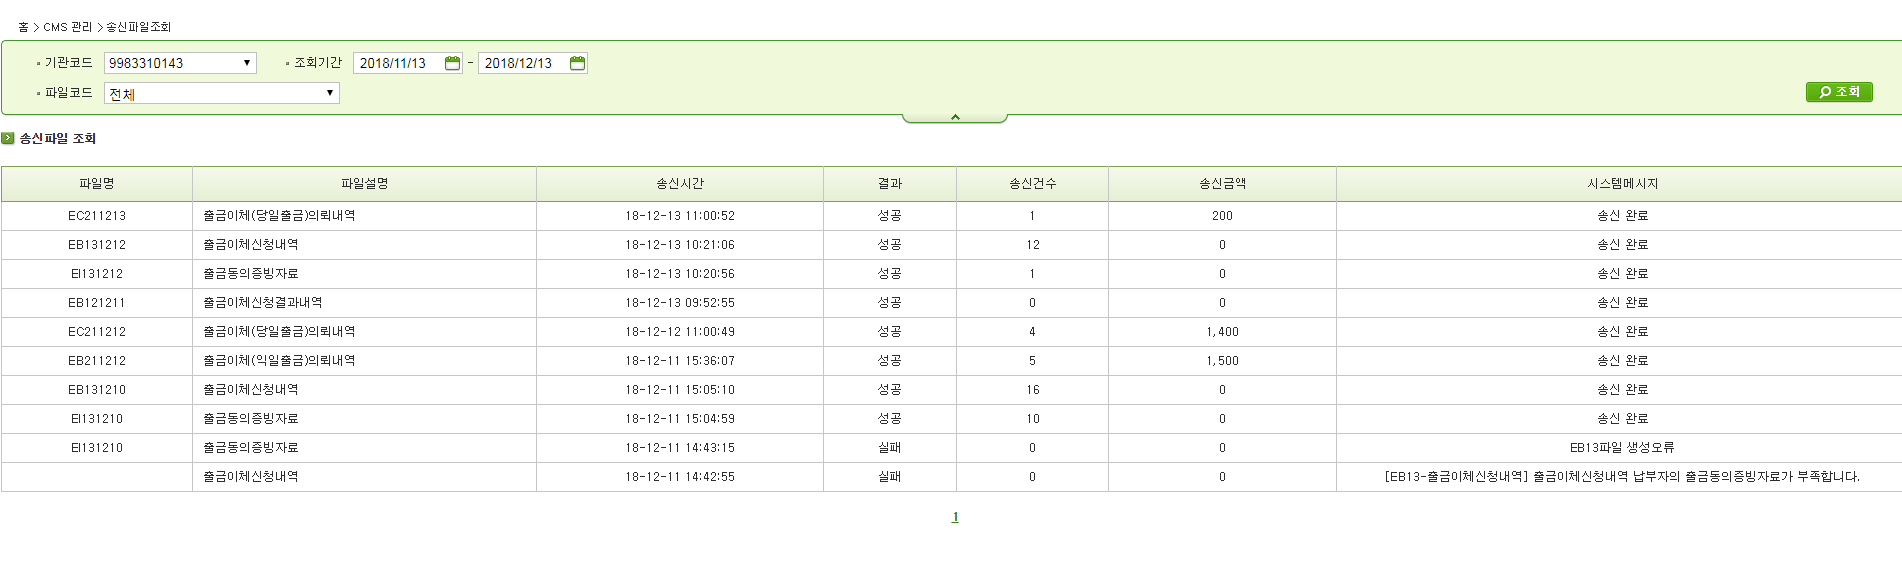 홈 > CMS 관리 > 송신파일조회
기관코드 9983310143 조회기간 2018/11/13 - 2018/12/13
파일코드 전체 조회
송신파일 조회
파일명 파일설명 송신시간 결과 송신건수 송신금액 시스템메시지
EC211213 출금이체(당일출금)의뢰내역 18-12-13 11:00:52 성공 1 200 송신 완료
EB131212 출금이체신청내역 18-12-13 10:21:06 성공 12 0 송신 완료
EI131212 출금동의증빙자료 18-12-13 10:20:56 성공 1 0 송신 완료
EB121211 출금이체신청결과내역 18-12-13 09:52:55 성공 0 0 송신 완료
EC211212 출금이체(당일출금)의뢰내역 18-12-12 11:00:49 성공 4 1,400 송신 완료
EB211212 출금이체(익일출금)의뢰내역 18-12-11 15:36:07 성공 5 1,500 송신 완료
EB131210 출금이체신청내역 18-12-11 15:05:10 성공 16 0 송신 완료
EI131210 출금동의증빙자료 18-12-11 15:04:59 성공 10 0 송신 완료
EI131210 출금동의증빙자료 18-12-11 14:43:15 실패 0 0 EB13파일 생성오류
출금이체신청내역 18-12-11 14:42:55 실패 0 0 [EB13-출금이체신청내역] 출금이체신청내역 납부자의 출금동의증빙자료가 부족합니다.
1